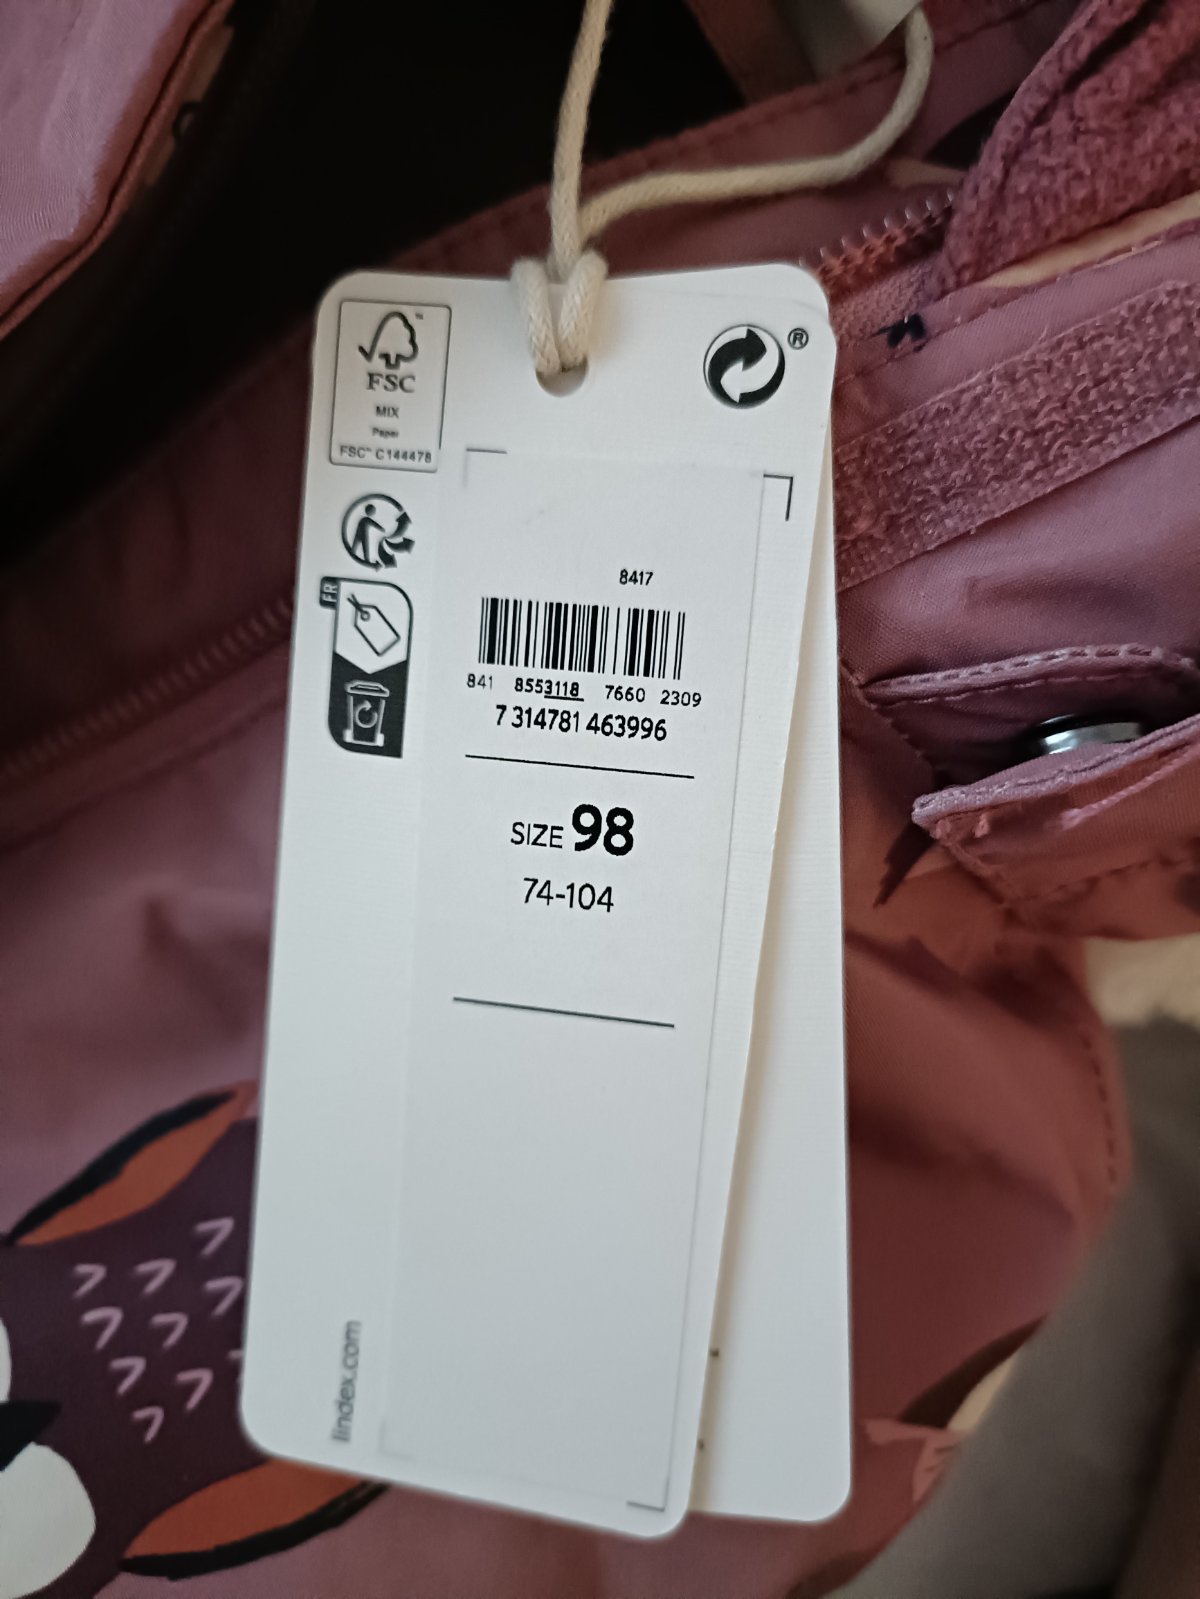 FSC™
MIX
Paper
FSC™ C144478
®
FR
8417
841 8553118 7660 2309
7 314781 463996
SIZE 98
74-104
lindex.com